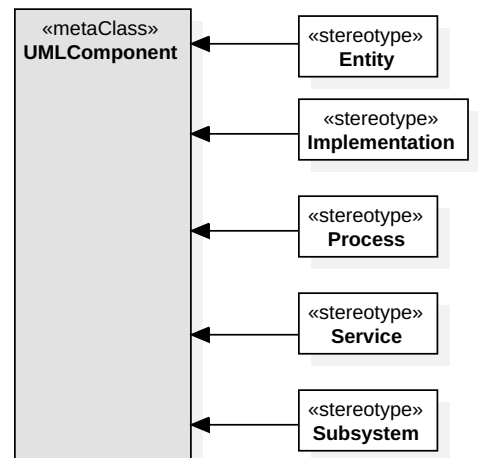 «metaClass»
UMLComponent
«stereotype»
Entity
«stereotype»
Implementation
«stereotype»
Process
«stereotype»
Service
«stereotype»
Subsystem